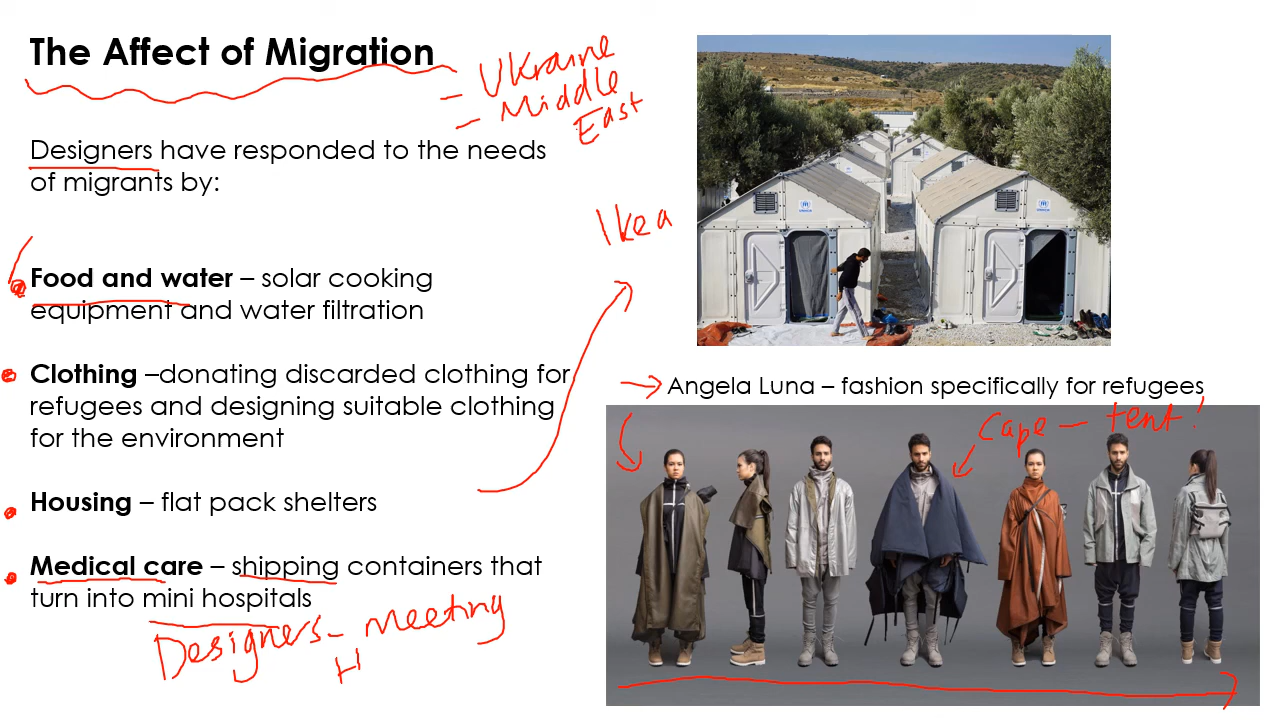 The Affect of Migration
- Ukraine
- Middle
East
Designers have responded to the needs
of migrants by:
Ikea
Food and water – solar cooking
equipment and water filtration
Clothing –donating discarded clothing for
refugees and designing suitable clothing
for the environment
Housing – flat pack shelters
Medical care – shipping containers that
turn into mini hospitals
Designers - Meeting
H
Angela Luna – fashion specifically for refugees
Cape - tent!